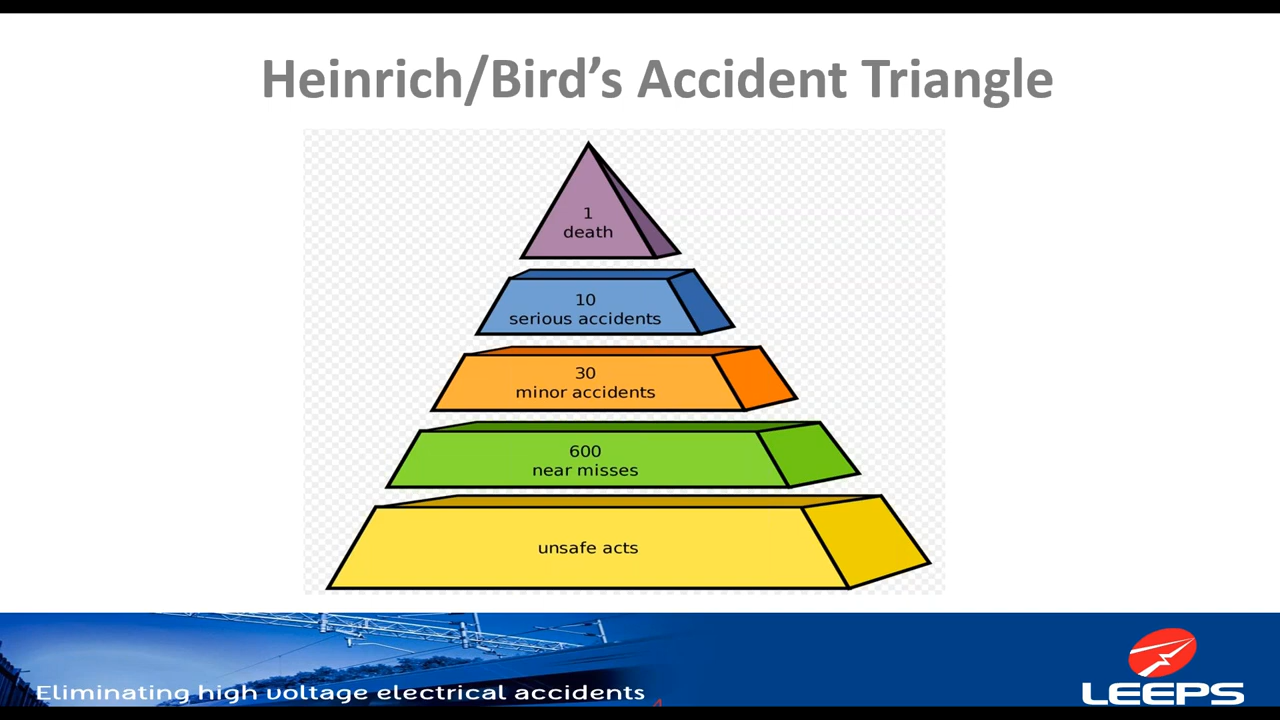 Heinrich/Bird’s Accident Triangle
1
death
10
serious accidents
30
minor accidents
600
near misses
unsafe acts
Eliminating high voltage electrical accidents
4
LEEPS